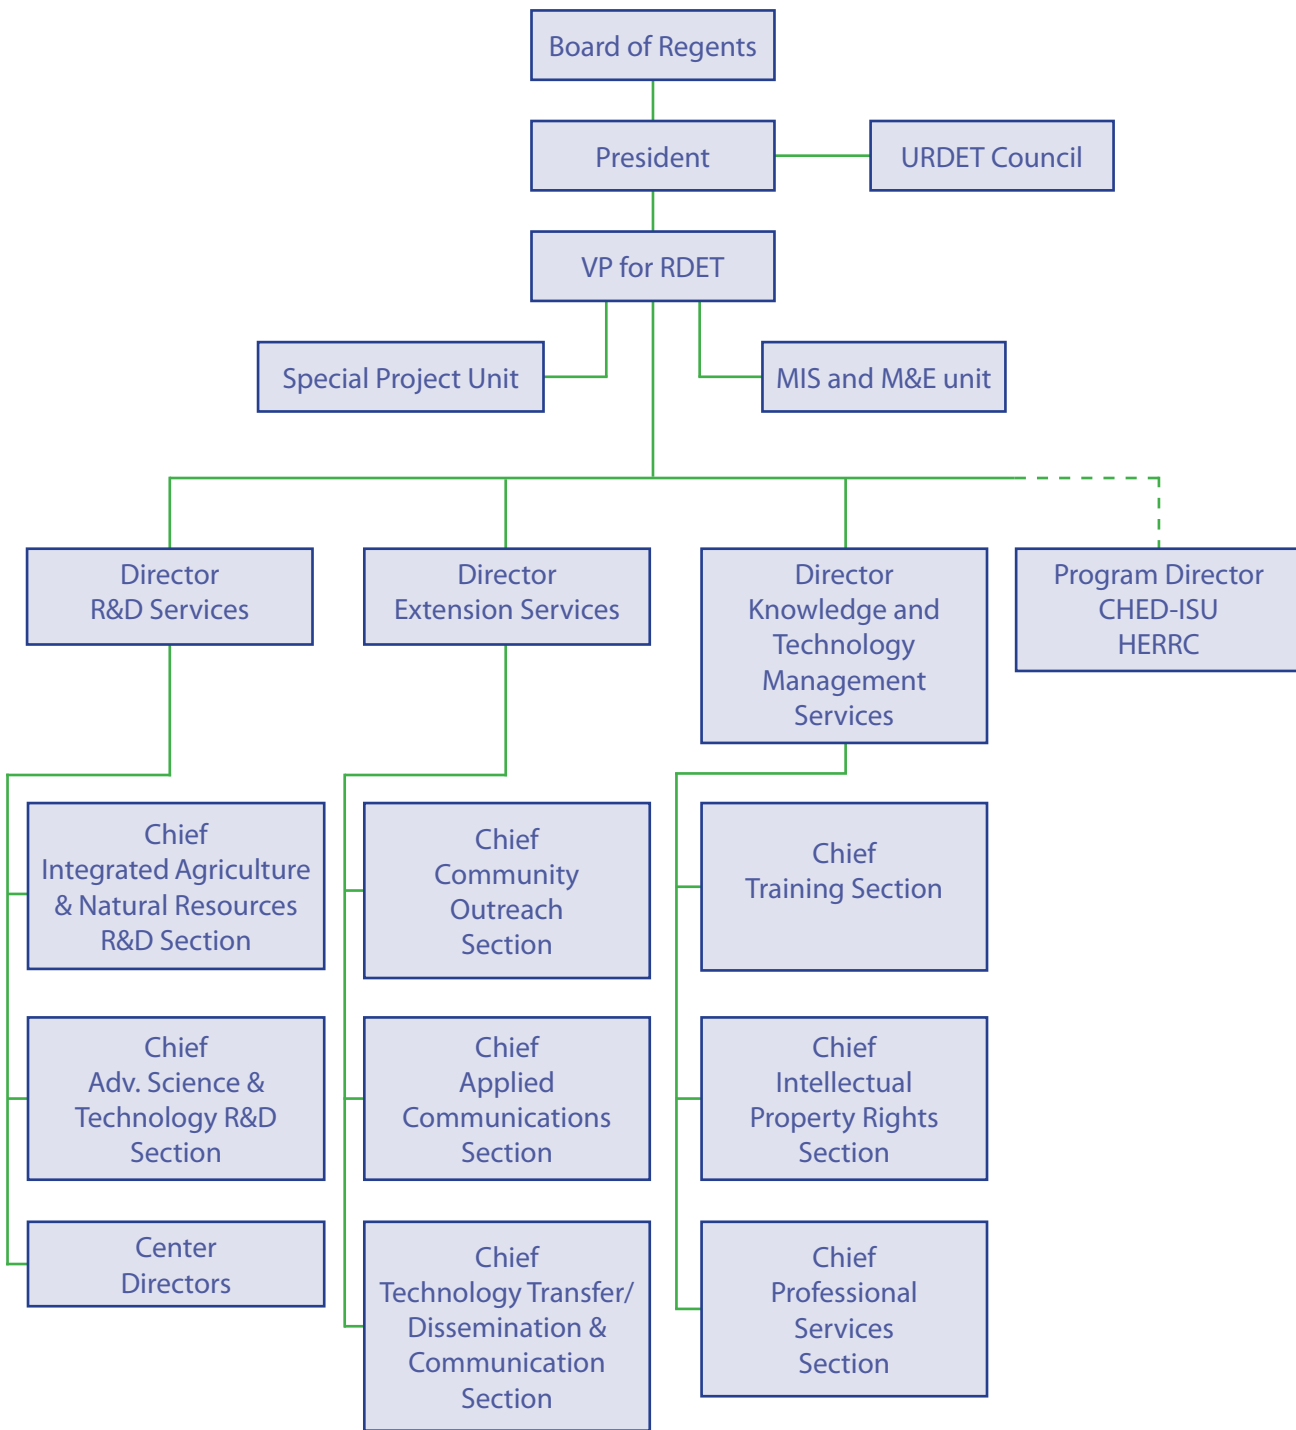 Board of Regents
President
URDET Council
VP for RDET
Special Project Unit
MIS and M&E unit
Director
R&D Services
Director
Extension Services
Director
Knowledge and
Technology
Management
Services
Program Director
CHED-ISU
HERRC
Chief
Integrated Agriculture
& Natural Resources
R&D Section
Chief
Community
Outreach
Section
Chief
Training Section
Chief
Adv. Science &
Technology R&D
Section
Chief
Applied
Communications
Section
Chief
Intellectual
Property Rights
Section
Center
Directors
Chief
Technology Transfer/
Dissemination &
Communication
Section
Chief
Professional
Services
Section